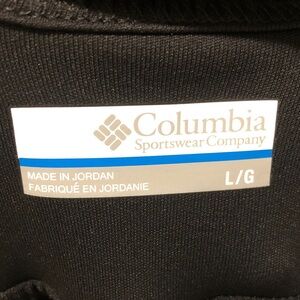 Columbia
Sportswear Company
MADE IN JORDAN
FABRIQUÉ EN JORDANIE
L/G